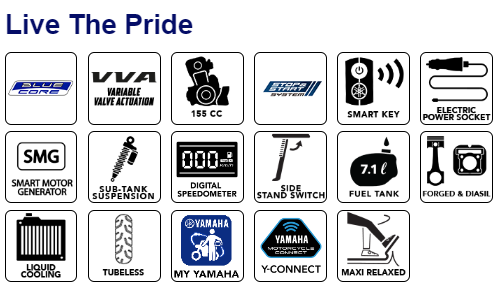 Live The Pride
BLUE
CORE
VVA
VARIABLE
VALVE ACTUATION
155 CC
STOP&
START
SYSTEM
SMART KEY
ELECTRIC
POWER SOCKET
SMG
SMART MOTOR
GENERATOR
SUB-TANK
SUSPENSION
000
km/h
DIGITAL
SPEEDOMETER
SIDE
STAND SWITCH
7.1 ℓ
FUEL TANK
FORGED & DIASIL
LIQUID
COOLING
TUBELESS
YAMAHA
MY YAMAHA
YAMAHA
MOTORCYCLE
CONNECT
Y-CONNECT
MAXI RELAXED